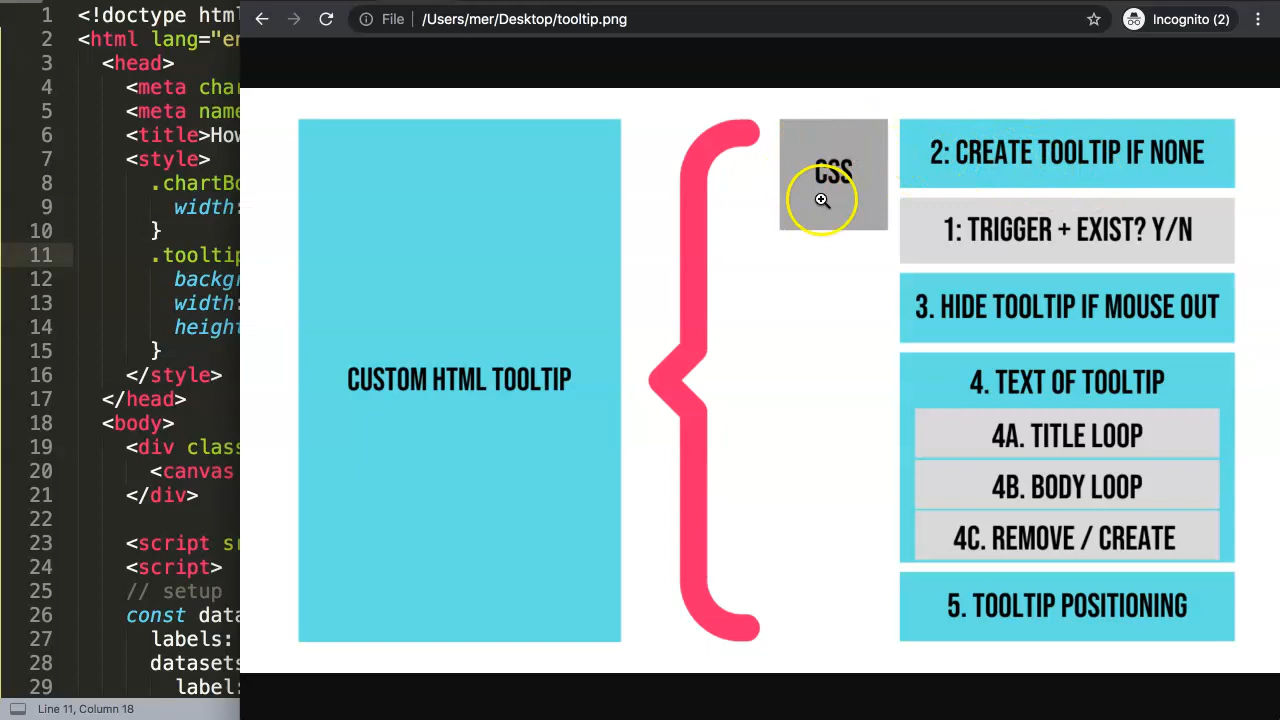 File | /Users/mer/Desktop/tooltip.png
Incognito (2)
1 <!doctype html
2 <html lang="en
3 <head>
4 <meta char
5 <meta name
6 <title>How
7 <style>
8 .chartBo
9 width:
10 }
11 .tooltip
12 backgr
13 width:
14 height
15 }
16 </style>
17 </head>
18 <body>
19 <div class
20 <canvas
21 </div>
22
23 <script sr
24 <script>
25 // setup
26 const data
27 labels:
28 datasets
29 label:
Line 11, Column 18
CUSTOM HTML TOOLTIP
CSS
2: CREATE TOOLTIP IF NONE
1: TRIGGER + EXIST? Y/N
3. HIDE TOOLTIP IF MOUSE OUT
4. TEXT OF TOOLTIP
4A. TITLE LOOP
4B. BODY LOOP
4C. REMOVE / CREATE
5. TOOLTIP POSITIONING